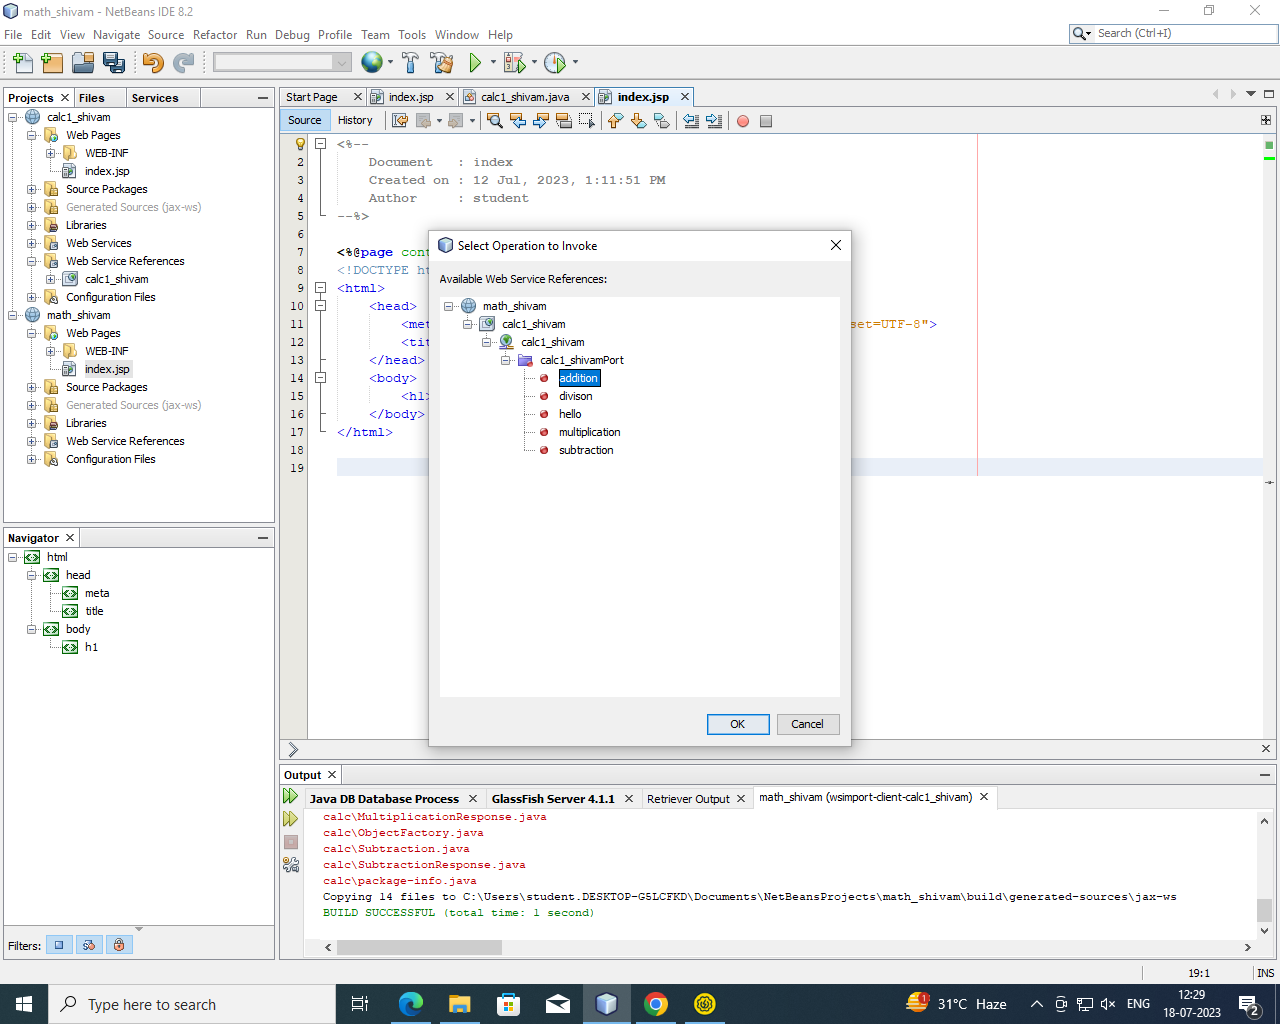 math_shivam - NetBeans IDE 8.2
File Edit View Navigate Source Refactor Run Debug Profile Team Tools Window Help
Search (Ctrl+I)
Projects Files Services
calc1_shivam
Web Pages
WEB-INF
index.jsp
Source Packages
Generated Sources (jax-ws)
Libraries
Web Services
Web Service References
calc1_shivam
Configuration Files
math_shivam
Web Pages
WEB-INF
index.jsp
Source Packages
Generated Sources (jax-ws)
Libraries
Web Service References
Configuration Files
Navigator
html
head
meta
title
body
h1
Filters:
Start Page index.jsp calc1_shivam.java index.jsp
Source History
<%--
2 Document : index
3 Created on : 12 Jul, 2023, 1:11:51 PM
4 Author : student
5 --%>
6
7 <%@page cont
8 <!DOCTYPE ht
9 <html>
10 <head>
11 <met set=UTF-8">
12 <tit
13 </head>
14 <body>
15 <h1>
16 </body>
17 </html>
18
19
Select Operation to Invoke
Available Web Service References:
math_shivam
calc1_shivam
calc1_shivam
calc1_shivamPort
addition
divison
hello
multiplication
subtraction
OK Cancel
Output
Java DB Database Process GlassFish Server 4.1.1 Retriever Output math_shivam (wsimport-client-calc1_shivam)
calc\MultiplicationResponse.java
calc\ObjectFactory.java
calc\Subtraction.java
calc\SubtractionResponse.java
calc\package-info.java
Copying 14 files to C:\Users\student.DESKTOP-G5LCFKD\Documents\NetBeansProjects\math_shivam\build\generated-sources\jax-ws
BUILD SUCCESSFUL (total time: 1 second)
19:1 INS
Type here to search
1
31°C Haze
ENG
12:29
18-07-2023
2